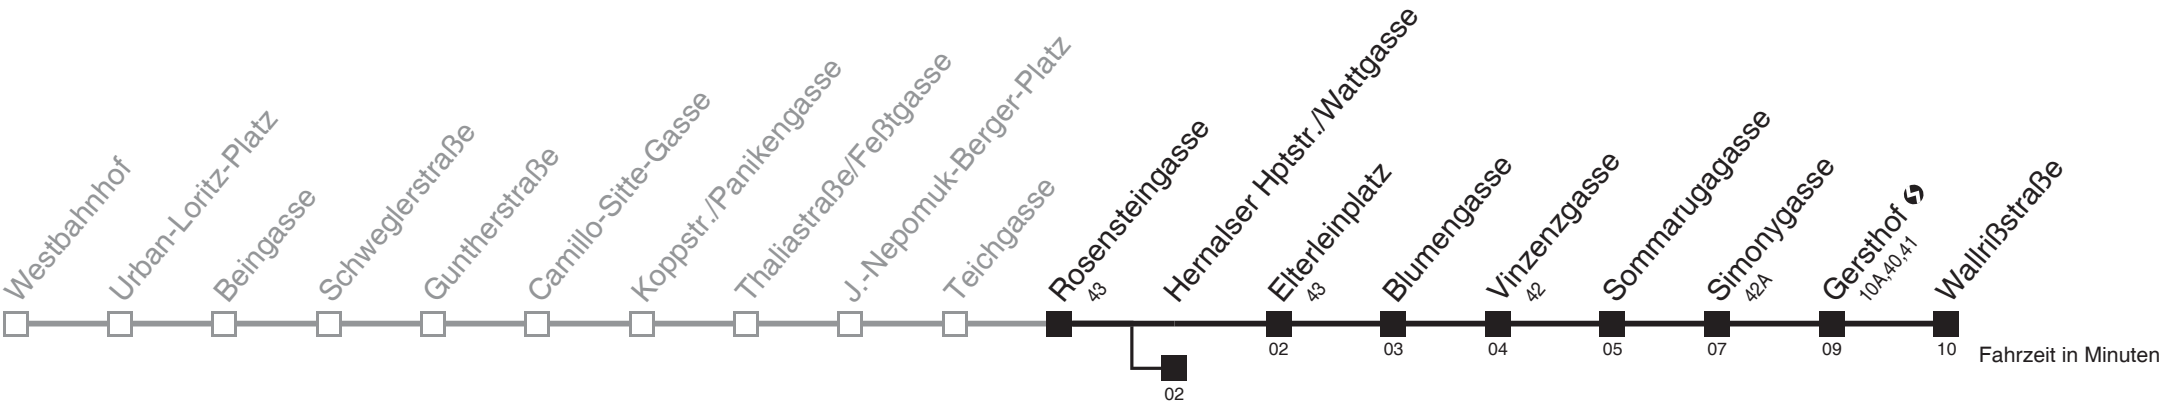 Westbahnhof
Urban-Loritz-Platz
Beingasse
Schweglerstraße
Guntherstraße
Camillo-Sitte-Gasse
Koppstr./Panikengasse
Thaliastraße/Feßtgasse
J.-Nepomuk-Berger-Platz
Teichgasse
Rosensteingasse
43
Hernalser Hptstr./Wattgasse
Elterleinplatz
43
Blumengasse
Vinzenzgasse
42
Sommarugagasse
Simonygasse
42A
Gersthof
10A,40,41
Wallrißstraße
02
03
04
05
07
09
10
Fahrzeit in Minuten
02